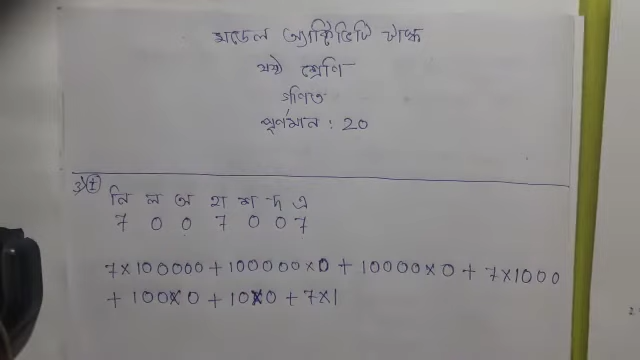 মডেল অ্যাক্টিভিটি টাস্ক
ষষ্ঠ শ্রেণি
গণিত
পূর্ণমান : 20
১) i
নি ল অ হা শ দ এ
7 0 0 7 0 0 7
7×100000 + 100000×0 + 10000×0 + 7×1000
+ 100×0 + 10×0 + 7×1